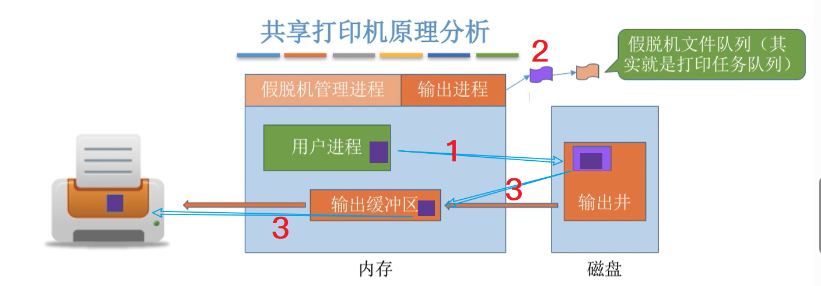 共享打印机原理分析
2
假脱机文件队列（其
实就是打印任务队列）
假脱机管理进程
输出进程
用户进程
1
3
输出缓冲区
输出井
3
内存
磁盘